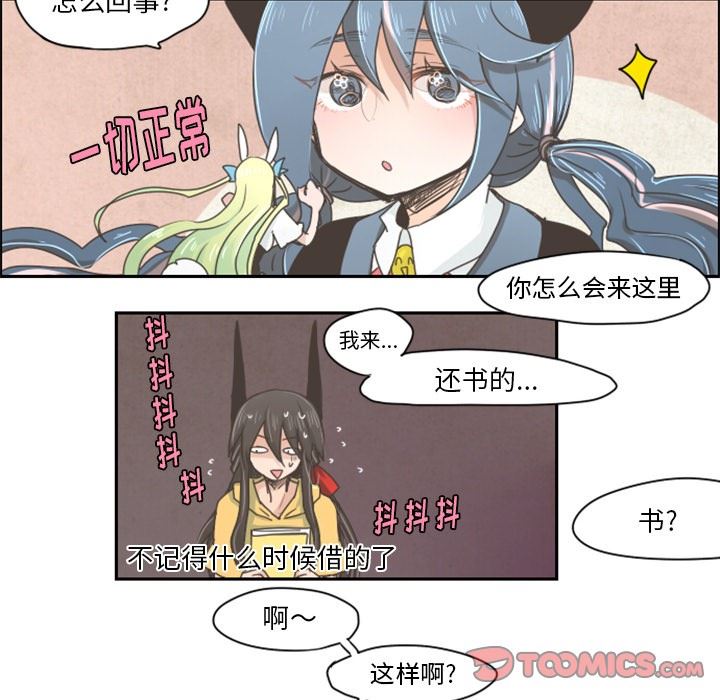 怎么回事?
一切正常
你怎么会来这里
我来...
还书的...
抖
抖
抖
抖
抖
抖抖抖
书?
不记得什么时候借的了
啊～
这样啊?
TOOMICS.com